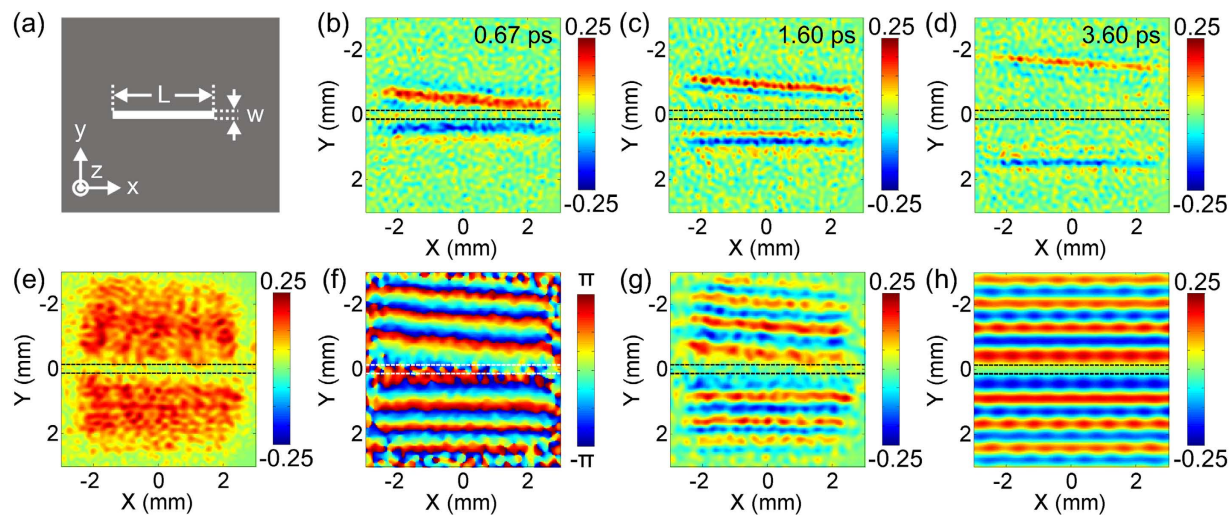 (a)
L
w
y
z
x
(b)
0.67 ps
-2
0
2
Y (mm)
-2 0 2
X (mm)
0.25
-0.25
(c)
1.60 ps
-2
0
2
Y (mm)
-2 0 2
X (mm)
0.25
-0.25
(d)
3.60 ps
-2
0
2
Y (mm)
-2 0 2
X (mm)
0.25
-0.25
(e)
-2
0
2
Y (mm)
-2 0 2
X (mm)
0.25
-0.25
(f)
-2
0
2
Y (mm)
-2 0 2
X (mm)
π
-π
(g)
-2
0
2
Y (mm)
-2 0 2
X (mm)
0.25
-0.25
(h)
-2
0
2
Y (mm)
-2 0 2
X (mm)
0.25
-0.25